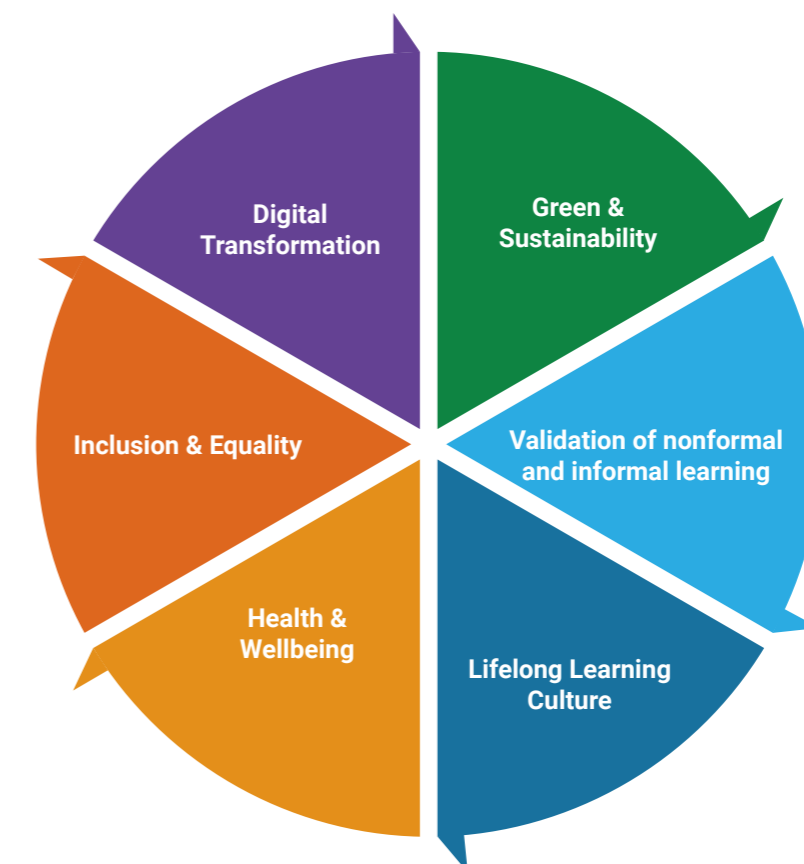 Digital
Transformation
Green &
Sustainability
Inclusion & Equality
Validation of nonformal
and informal learning
Health &
Wellbeing
Lifelong Learning
Culture